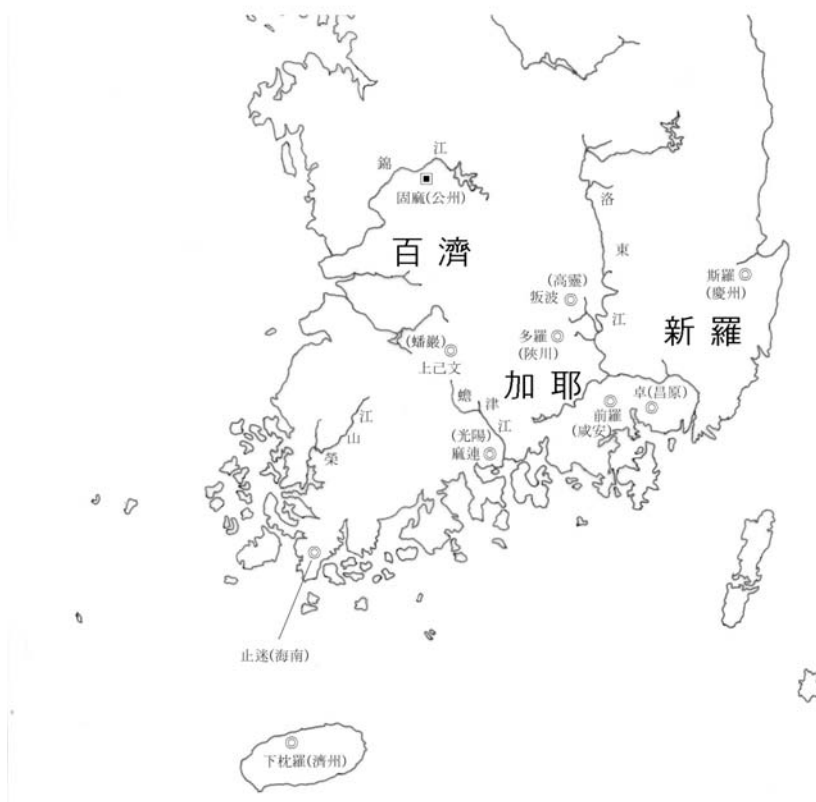 錦江
固麻(公州)
百濟
洛東江
(高靈)
叛波
斯羅
(慶州)
新羅
多羅
(陜川)
(蟠巖)
上己文
加耶
卓(昌原)
前羅
(咸安)
蟾津江
(光陽)
麻連
榮山江
止迷(海南)
下枕羅(濟州)